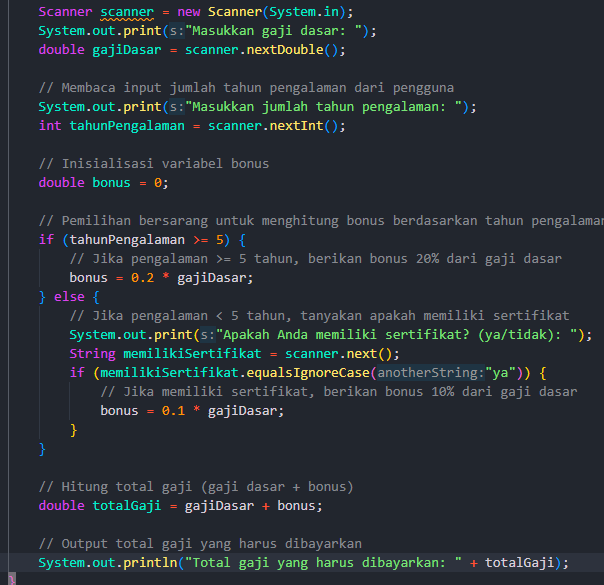 Scanner scanner = new Scanner(System.in);
System.out.print(s:"Masukkan gaji dasar: ");
double gajiDasar = scanner.nextDouble();
// Membaca input jumlah tahun pengalaman dari pengguna
System.out.print(s:"Masukkan jumlah tahun pengalaman: ");
int tahunPengalaman = scanner.nextInt();
// Inisialisasi variabel bonus
double bonus = 0;
// Pemilihan bersarang untuk menghitung bonus berdasarkan tahun pengalaman
if (tahunPengalaman >= 5) {
// Jika pengalaman >= 5 tahun, berikan bonus 20% dari gaji dasar
bonus = 0.2 * gajiDasar;
} else {
// Jika pengalaman < 5 tahun, tanyakan apakah memiliki sertifikat
System.out.print(s:"Apakah Anda memiliki sertifikat? (ya/tidak): ");
String memilikiSertifikat = scanner.next();
if (memilikiSertifikat.equalsIgnoreCase(anotherString:"ya")) {
// Jika memiliki sertifikat, berikan bonus 10% dari gaji dasar
bonus = 0.1 * gajiDasar;
}
}
// Hitung total gaji (gaji dasar + bonus)
double totalGaji = gajiDasar + bonus;
// Output total gaji yang harus dibayarkan
System.out.println("Total gaji yang harus dibayarkan: " + totalGaji);
}